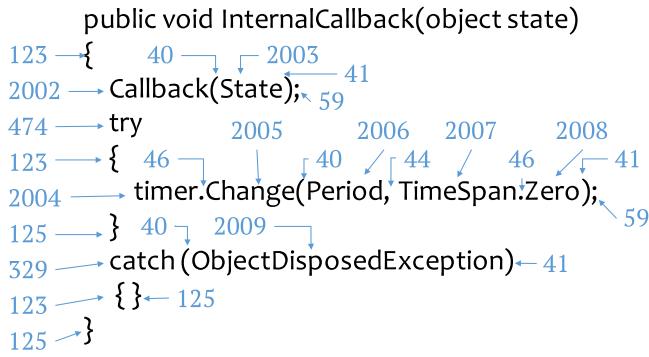 public void InternalCallback(object state)
123 { 40 2003
2002 Callback(State); 41 59
474 try
123 { 46 2005 40 2006 44 2007 46 2008 41
2004 timer.Change(Period, TimeSpan.Zero); 59
125 } 40 2009
329 catch (ObjectDisposedException) 41
123 {} 125
125 }